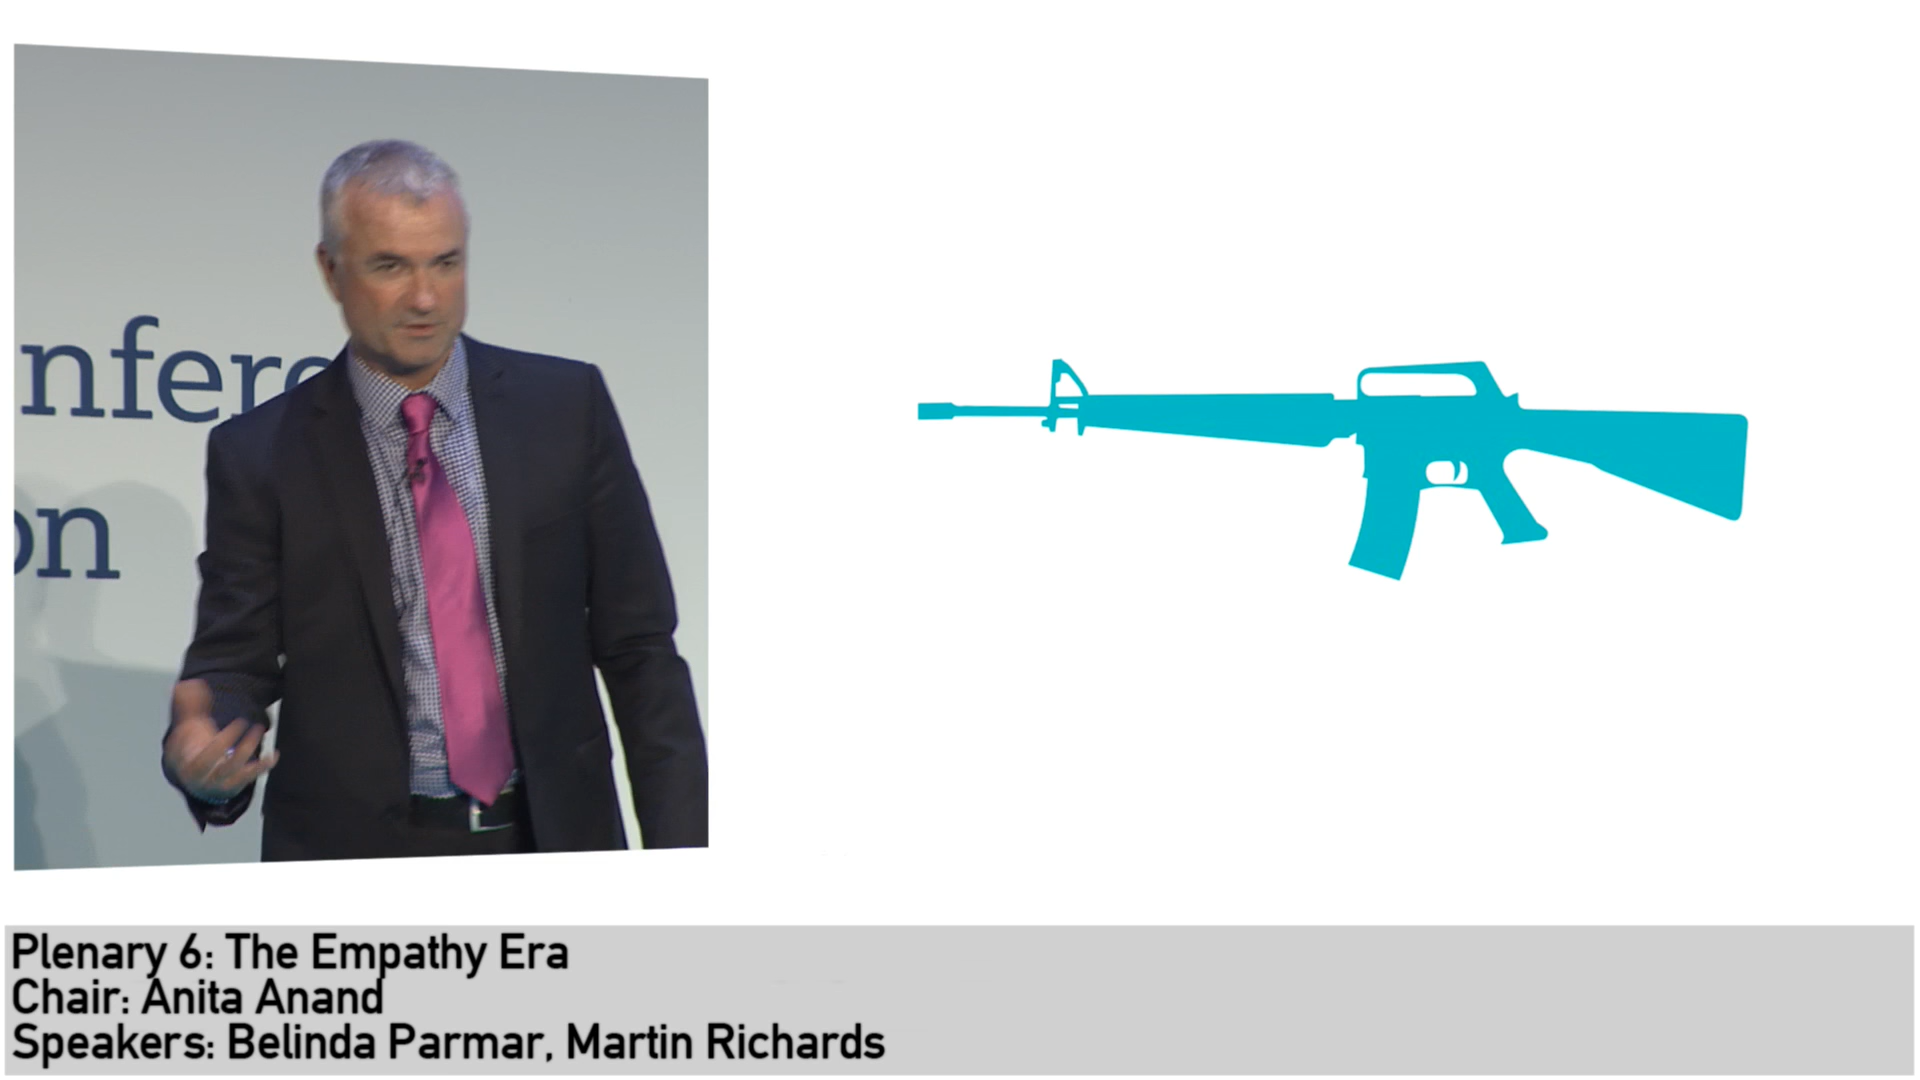 nfere
on
Plenary 6: The Empathy Era
Chair: Anita Anand
Speakers: Belinda Parmar, Martin Richards